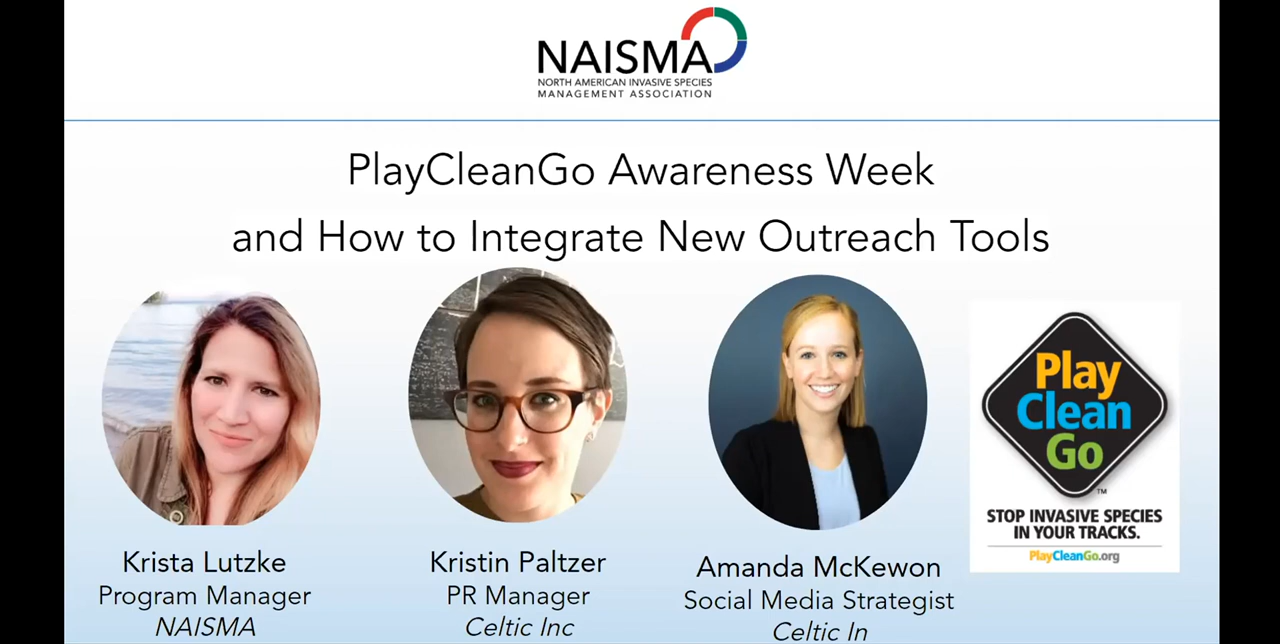 NAISMA
NORTH AMERICAN INVASIVE SPECIES
MANAGEMENT ASSOCIATION
PlayCleanGo Awareness Week
and How to Integrate New Outreach Tools
Krista Lutzke
Program Manager
NAISMA
Kristin Paltzer
PR Manager
Celtic Inc
Amanda McKewon
Social Media Strategist
Celtic In
Play
Clean
Go
™
STOP INVASIVE SPECIES
IN YOUR TRACKS.
PlayCleanGo.org